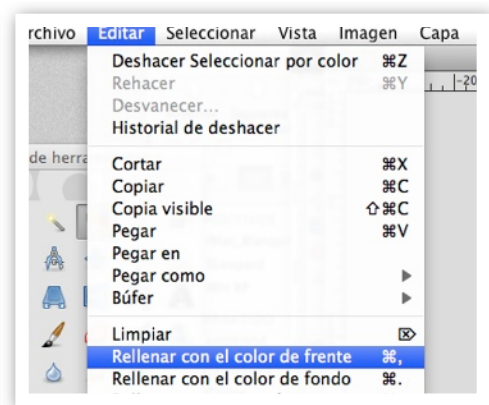 rchivo Editar Seleccionar Vista Imagen Capa
Deshacer Seleccionar por color ⌘Z
Rehacer ⌘Y
Desvanecer...
Historial de deshacer
-20
de herra
Cortar ⌘X
Copiar ⌘C
Copia visible ⇧⌘C
Pegar ⌘V
Pegar en
Pegar como
Búfer
Limpiar ⌦
Rellenar con el color de frente ⌘,
Rellenar con el color de fondo ⌘.